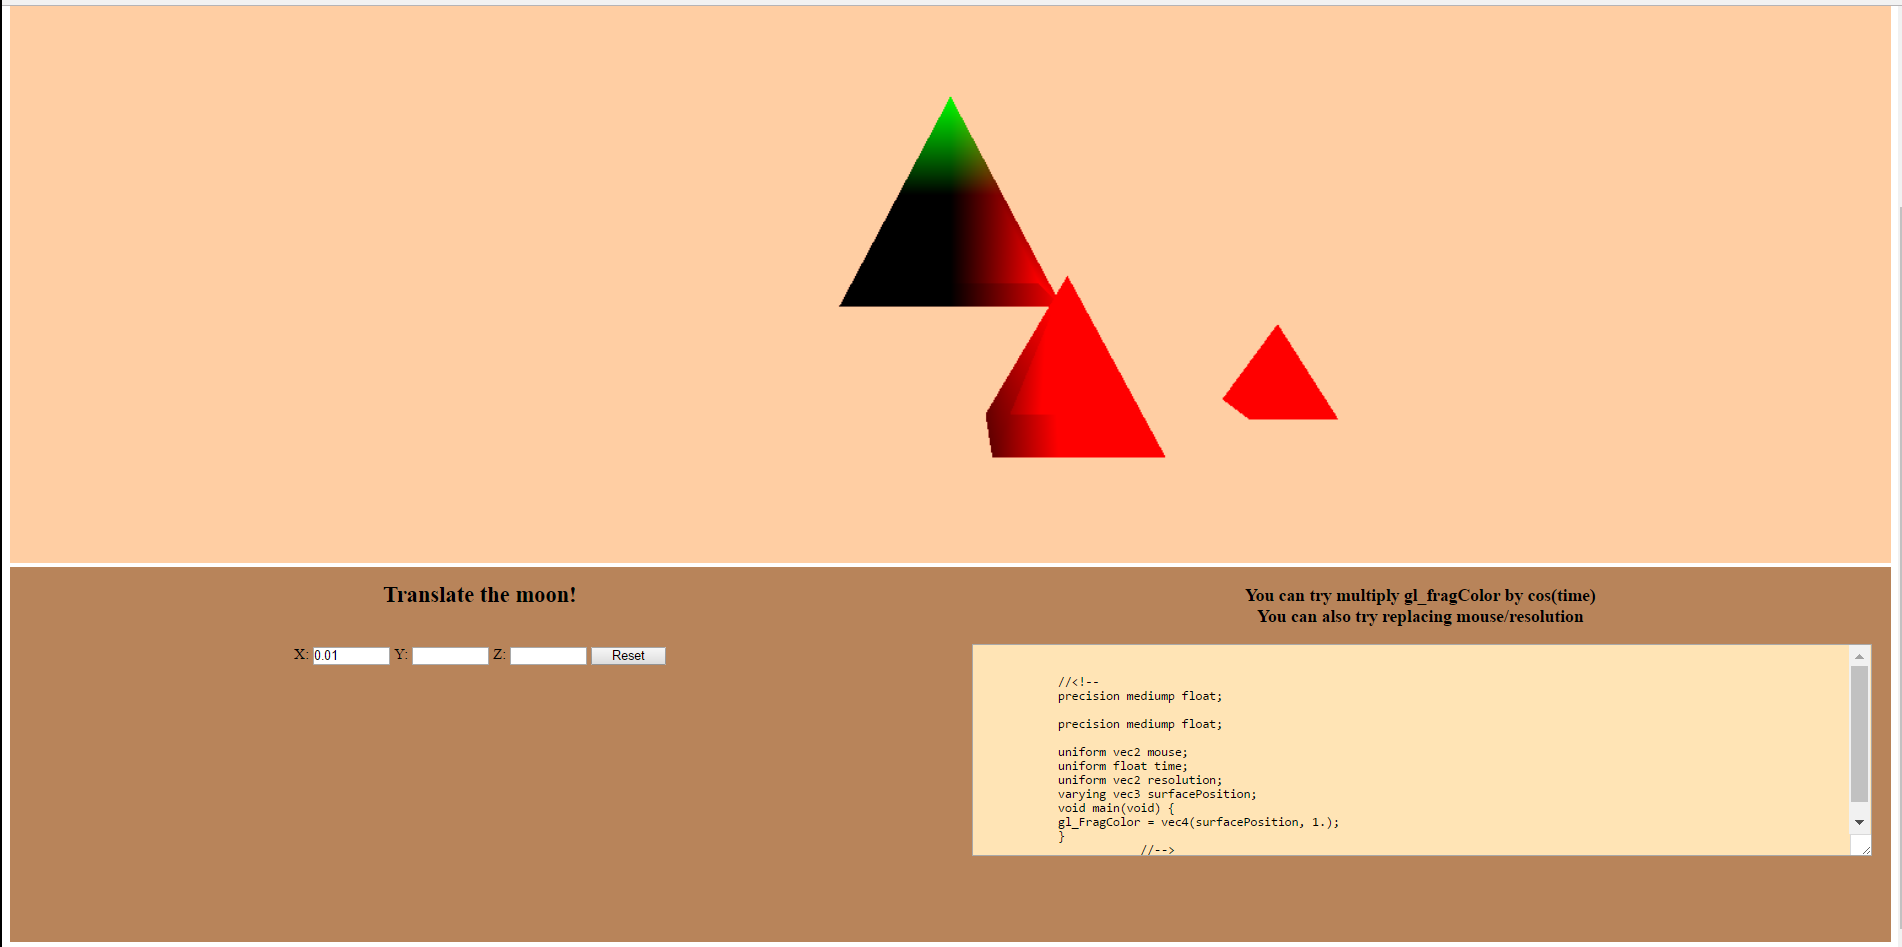 Translate the moon!
X: 0.01 Y: Z: Reset
You can try multiply gl_fragColor by cos(time)
You can also try replacing mouse/resolution
//<!--
precision mediump float;
precision mediump float;
uniform vec2 mouse;
uniform float time;
uniform vec2 resolution;
varying vec3 surfacePosition;
void main(void) {
gl_FragColor = vec4(surfacePosition, 1.);
}
//-->